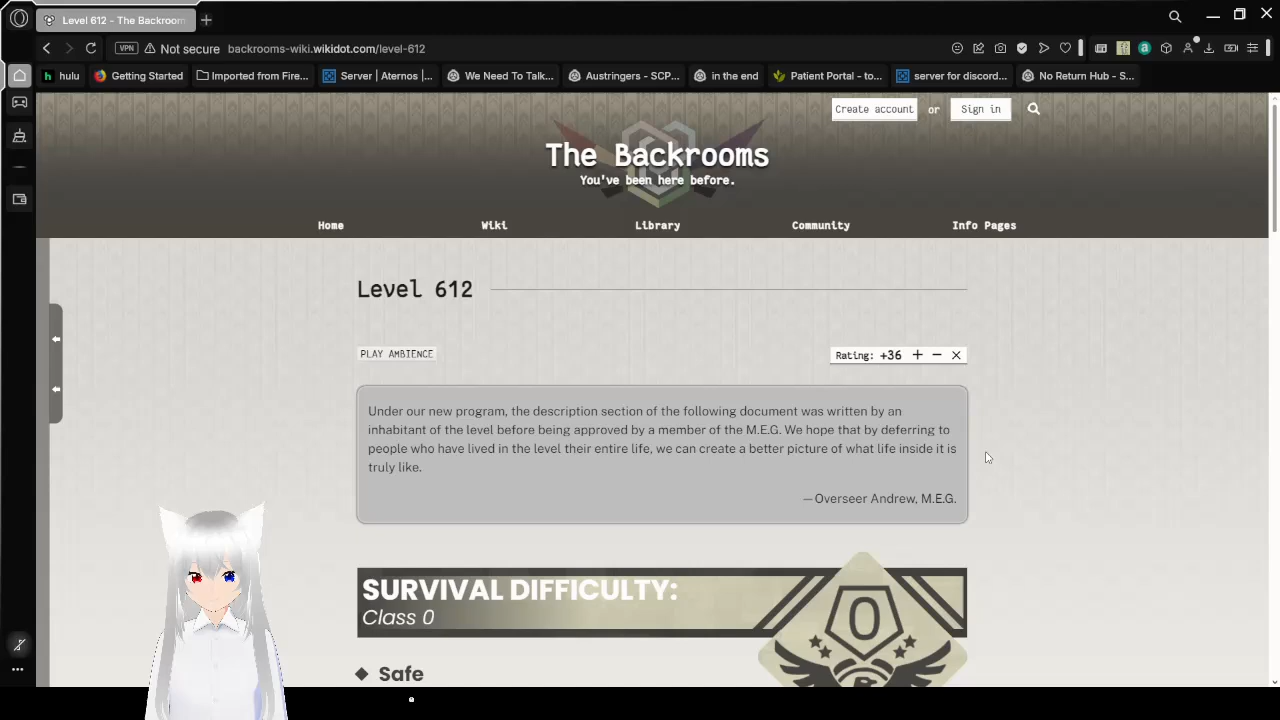 Level 612 - The Backroom
VPN
Not secure
backrooms-wiki.wikidot.com/level-612
hulu
Getting Started
Imported from Fire...
Server | Aternos |...
We Need To Talk...
Austringers - SCP...
in the end
Patient Portal - to...
server for discord...
No Return Hub - S...
Create account
or
Sign in
The Backrooms
You've been here before.
Home
Wiki
Library
Community
Info Pages
Level 612
PLAY AMBIENCE
Rating: +36 + − ×
Under our new program, the description section of the following document was written by an
inhabitant of the level before being approved by a member of the M.E.G. We hope that by deferring to
people who have lived in the level their entire life, we can create a better picture of what life inside it is
truly like.
—Overseer Andrew, M.E.G.
SURVIVAL DIFFICULTY:
Class 0
0
Safe